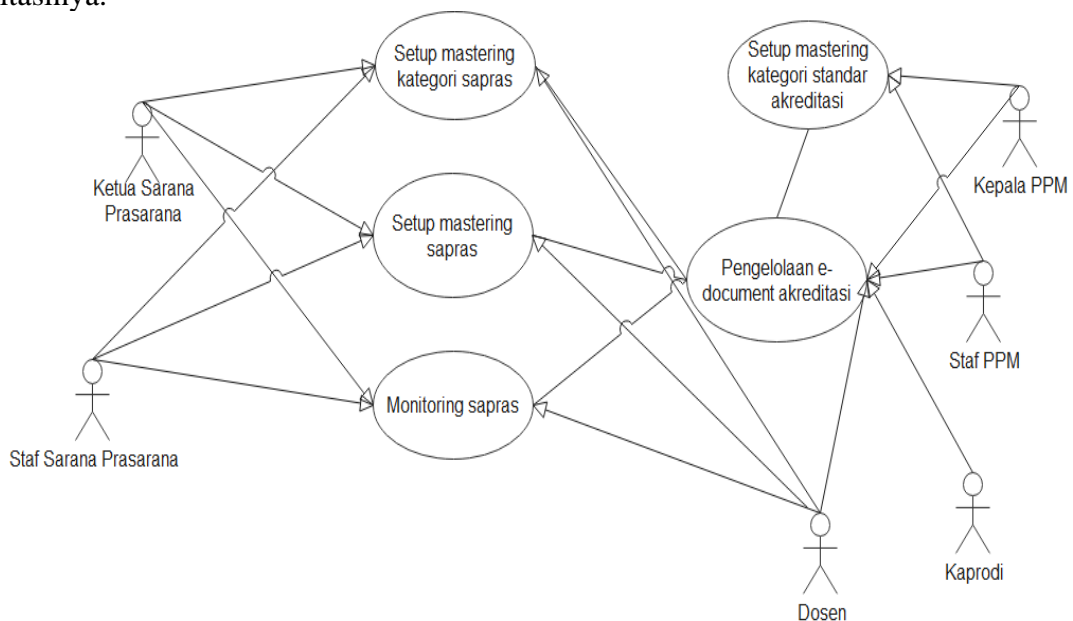 Setup mastering
kategori sapras
Setup mastering
kategori standar
akreditasi
Ketua Sarana
Prasarana
Kepala PPM
Setup mastering
sapras
Pengelolaan e-
document akreditasi
Staf PPM
Monitoring sapras
Staf Sarana Prasarana
Kaprodi
Dosen